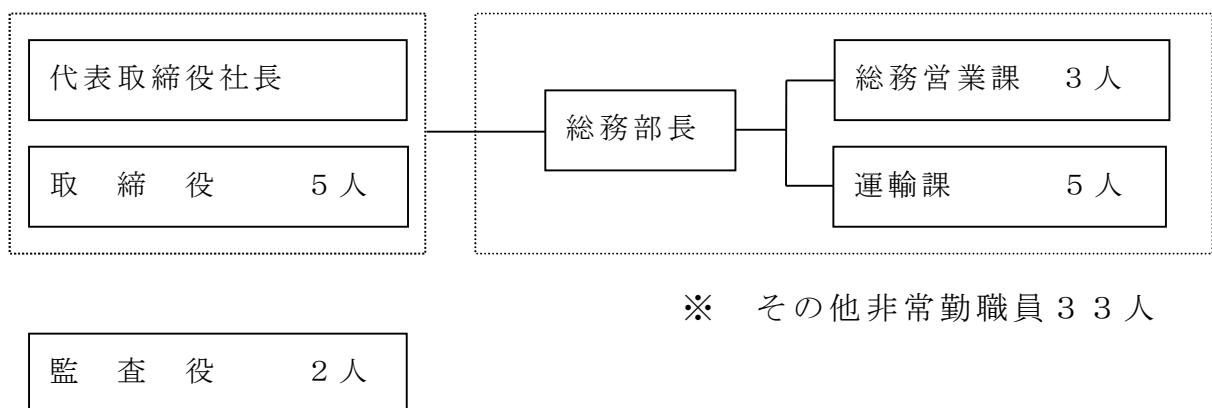 代表取締役社長
取　締　役　　５人
総務部長
総務営業課　３人
運輸課　　５人
※　その他非常勤職員３３人
監　査　役　　２人